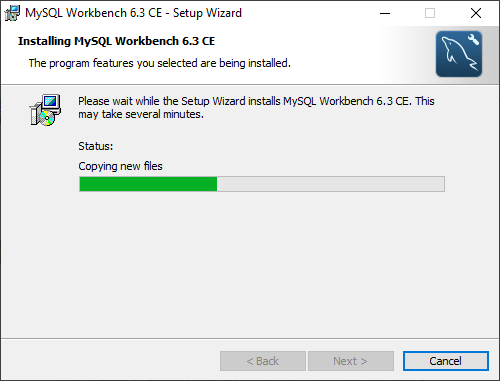 MySQL Workbench 6.3 CE - Setup Wizard
Installing MySQL Workbench 6.3 CE
The program features you selected are being installed.
Please wait while the Setup Wizard installs MySQL Workbench 6.3 CE. This
may take several minutes.
Status:
Copying new files
< Back
Next >
Cancel